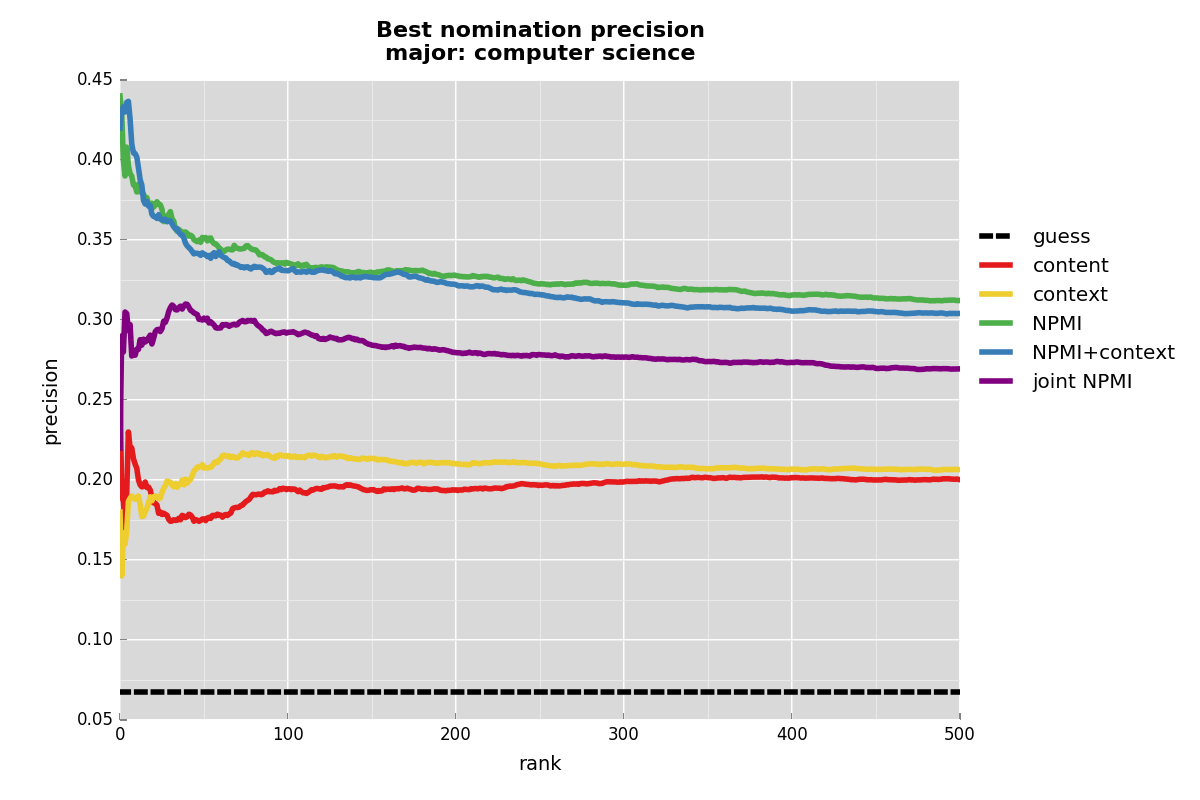 Best nomination precision
major: computer science
precision
0.45
0.40
0.35
0.30
0.25
0.20
0.15
0.10
0.05
0
100
200
300
400
500
rank
guess
content
context
NPMI
NPMI+context
joint NPMI